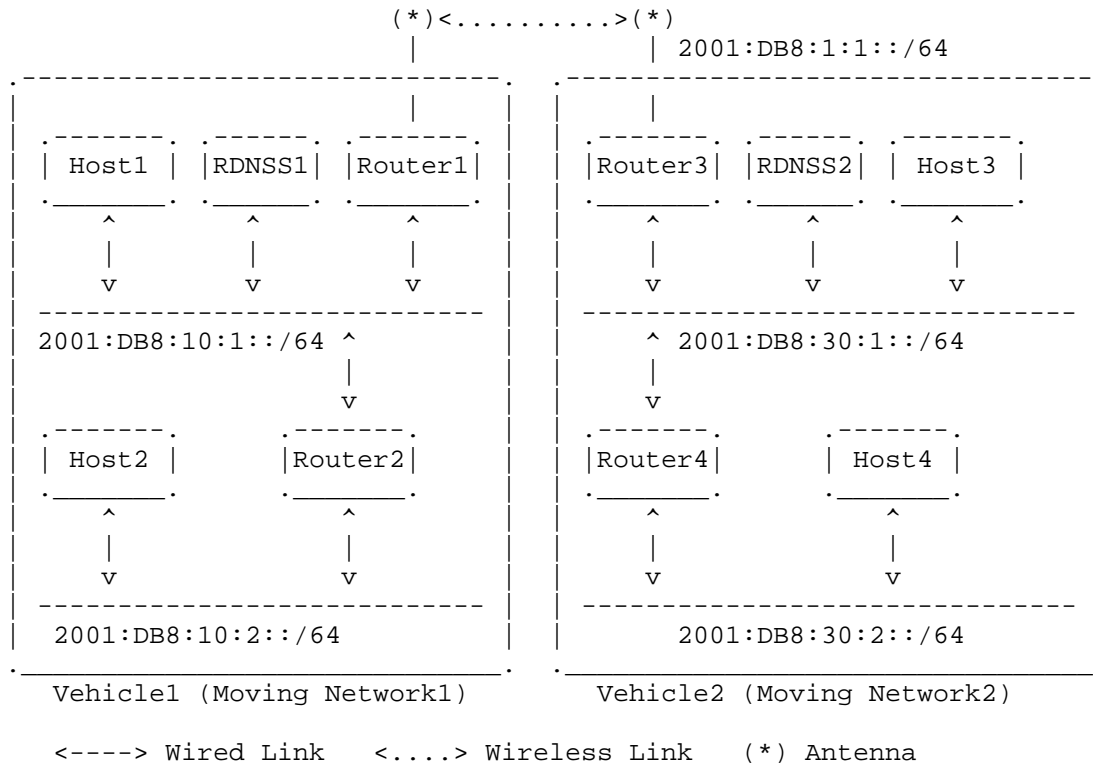 (*)<..........>(*)
2001:DB8:1:1::/64
Host1 RDNSS1 Router1 Router3 RDNSS2 Host3
2001:DB8:10:1::/64 2001:DB8:30:1::/64
Host2 Router2 Router4 Host4
2001:DB8:10:2::/64 2001:DB8:30:2::/64
Vehicle1 (Moving Network1) Vehicle2 (Moving Network2)
<----> Wired Link <....> Wireless Link (*) Antenna